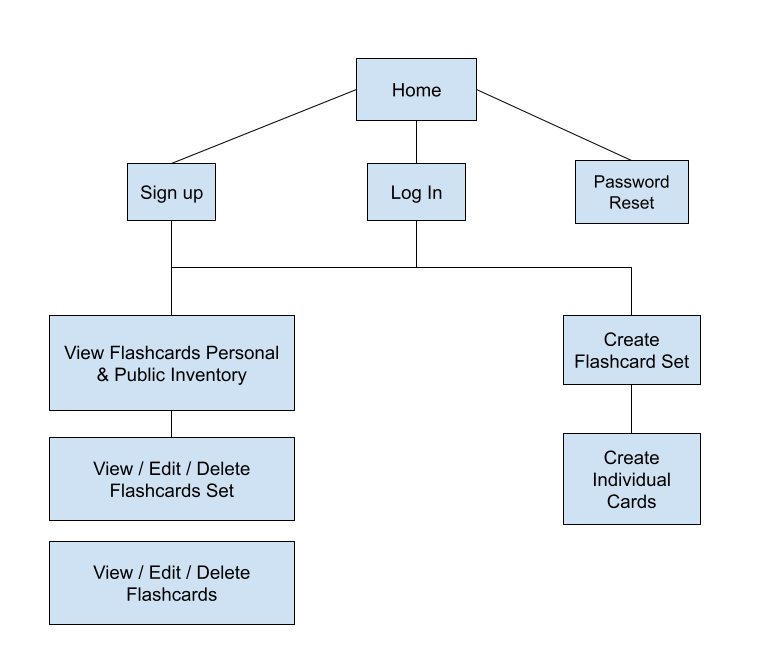 Home
Sign up
Log In
Password
Reset
View Flashcards Personal
& Public Inventory
Create
Flashcard Set
View / Edit / Delete
Flashcards Set
Create
Individual
Cards
View / Edit / Delete
Flashcards